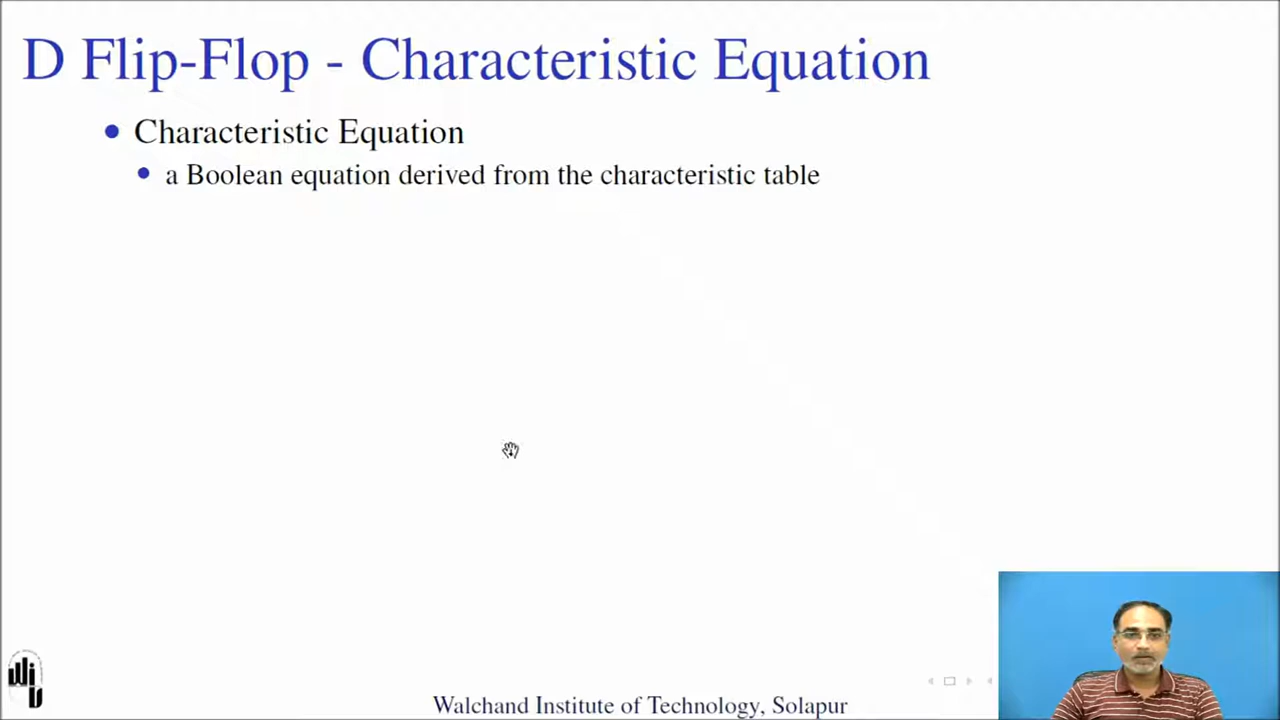 D Flip-Flop - Characteristic Equation
Characteristic Equation
a Boolean equation derived from the characteristic table
Walchand Institute of Technology, Solapur